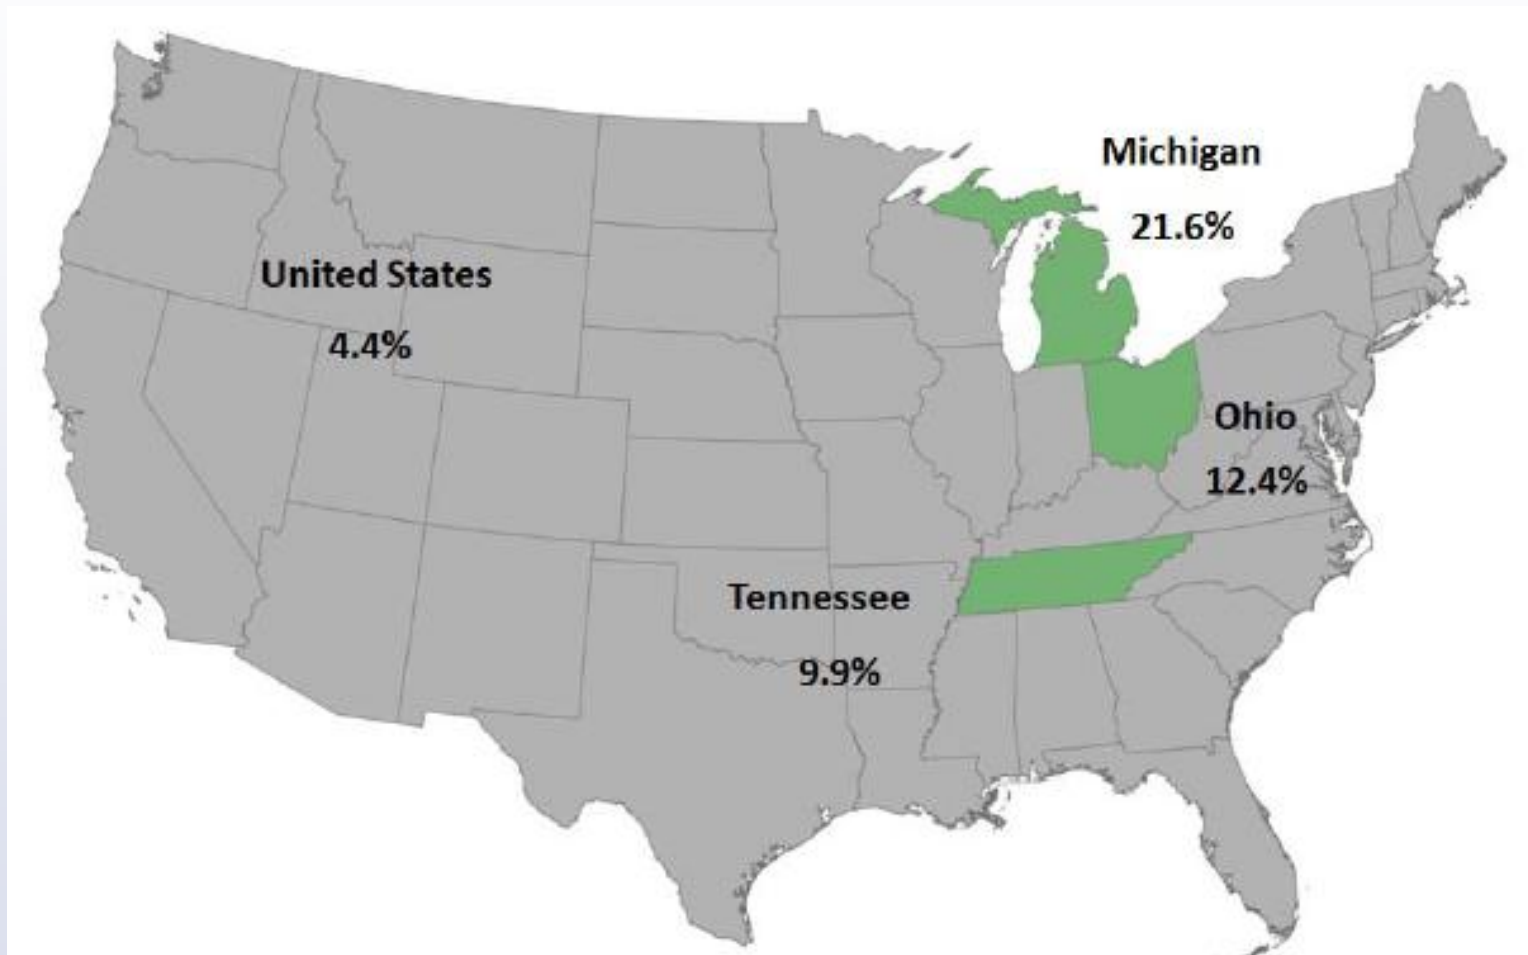 Michigan
21.6%
United States
4.4%
Ohio
12.4%
Tennessee
9.9%